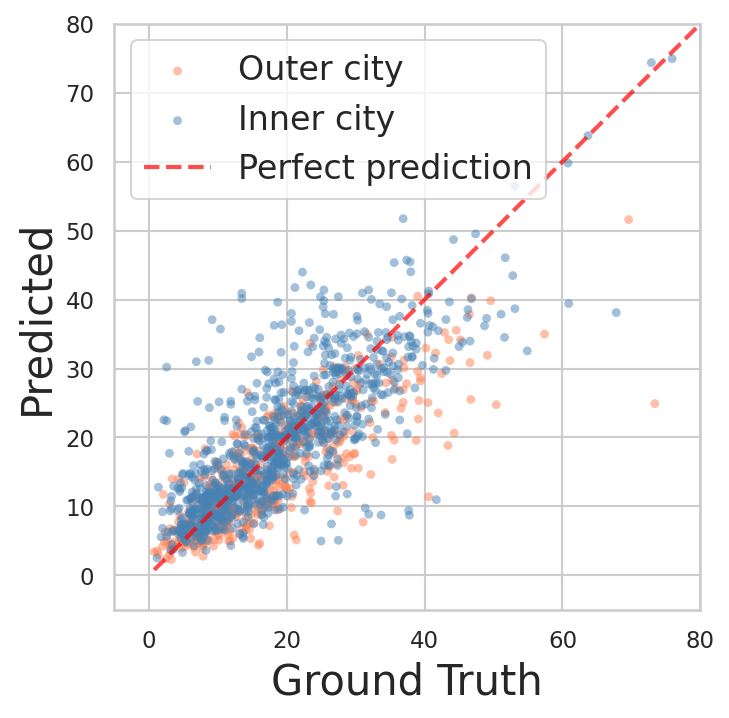 80
70
60
50
40
30
20
10
0
Outer city
Inner city
Perfect prediction
Predicted
0 20 40 60 80
Ground Truth